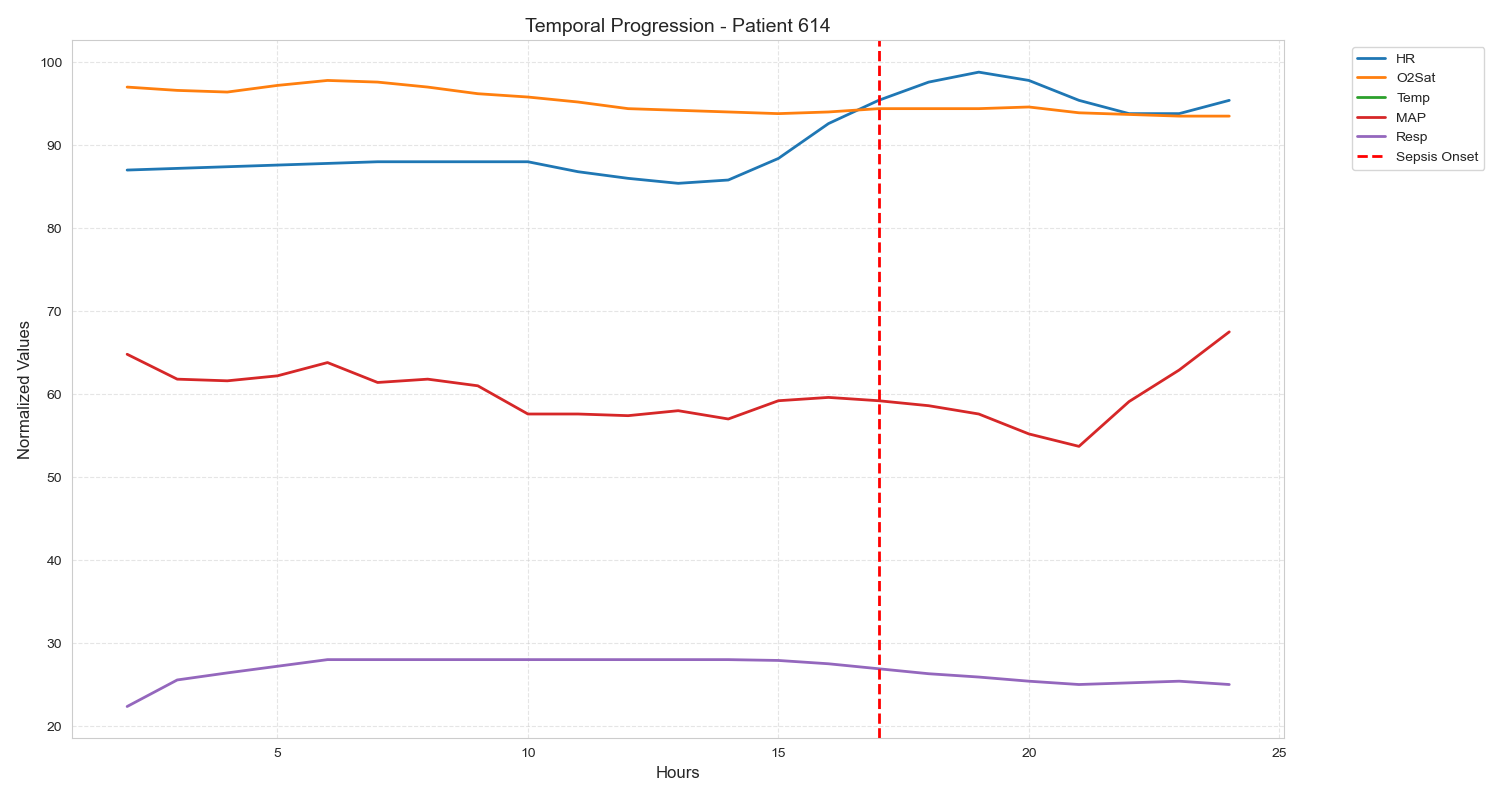 Temporal Progression - Patient 614
Normalized Values
100
90
80
70
60
50
40
30
20
5
10
15
20
25
Hours
HR
O2Sat
Temp
MAP
Resp
Sepsis Onset